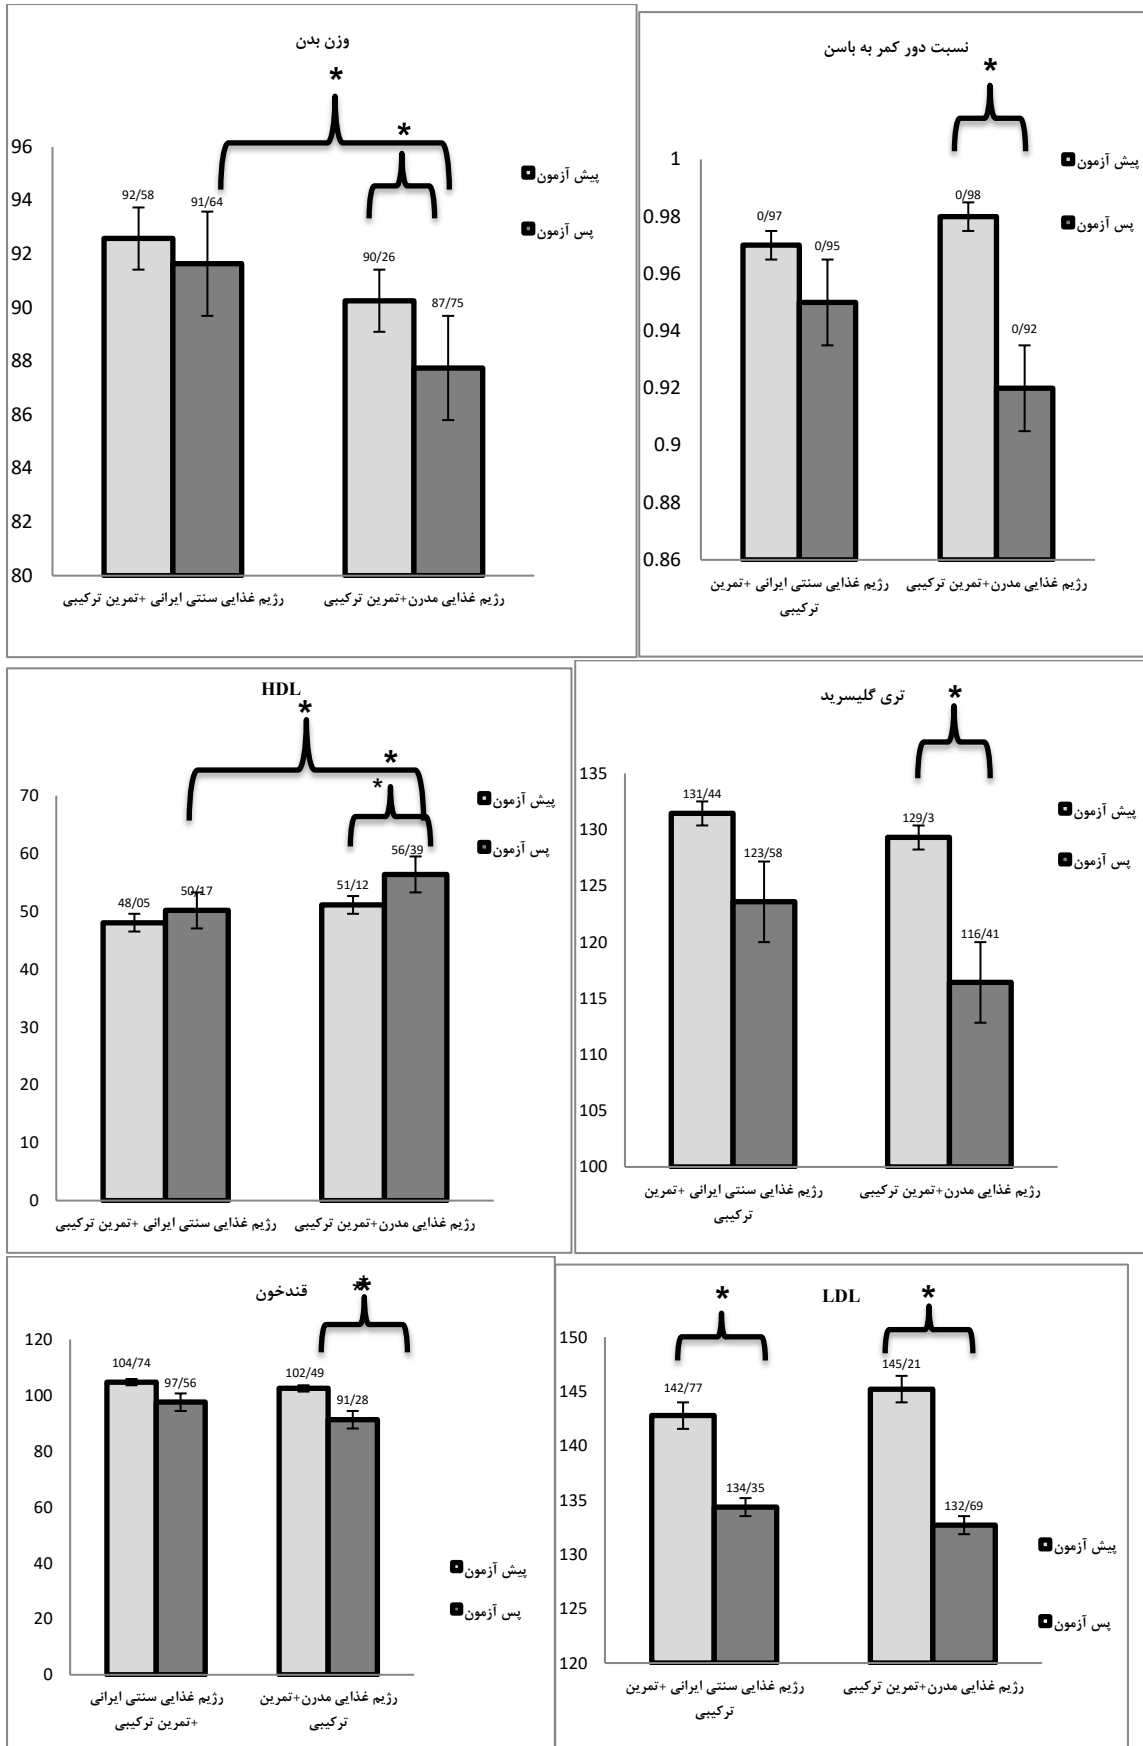 وزن بدن
*
*
96
94
92
90
88
86
84
82
80
92/58
91/64
90/26
87/75
پیش آزمون
پس آزمون
رژیم غذایی سنتی ایرانی +تمرین ترکیبی
رژیم غذایی مدرن+تمرین ترکیبی
نسبت دور کمر به باسن
*
1
0.98
0.96
0.94
0.92
0.9
0.88
0.86
0/97
0/95
0/98
0/92
پیش آزمون
پس آزمون
رژیم غذایی سنتی ایرانی +تمرین
ترکیبی
رژیم غذایی مدرن+تمرین ترکیبی
HDL
*
*
*
70
60
50
40
30
20
10
0
48/05
50/17
51/12
56/39
پیش آزمون
پس آزمون
رژیم غذایی سنتی ایرانی +تمرین ترکیبی
رژیم غذایی مدرن+تمرین ترکیبی
تری گلیسرید
*
135
130
125
120
115
110
105
100
131/44
123/58
129/3
116/41
پیش آزمون
پس آزمون
رژیم غذایی سنتی ایرانی +تمرین
ترکیبی
رژیم غذایی مدرن+تمرین ترکیبی
قندخون
**
120
100
80
60
40
20
0
104/74
97/56
102/49
91/28
پیش آزمون
پس آزمون
رژیم غذایی سنتی ایرانی
+تمرین ترکیبی
رژیم غذایی مدرن+تمرین
ترکیبی
LDL
*
*
150
145
140
135
130
125
120
142/77
134/35
145/21
132/69
پیش آزمون
پس آزمون
رژیم غذایی سنتی ایرانی +تمرین
ترکیبی
رژیم غذایی مدرن+تمرین ترکیبی